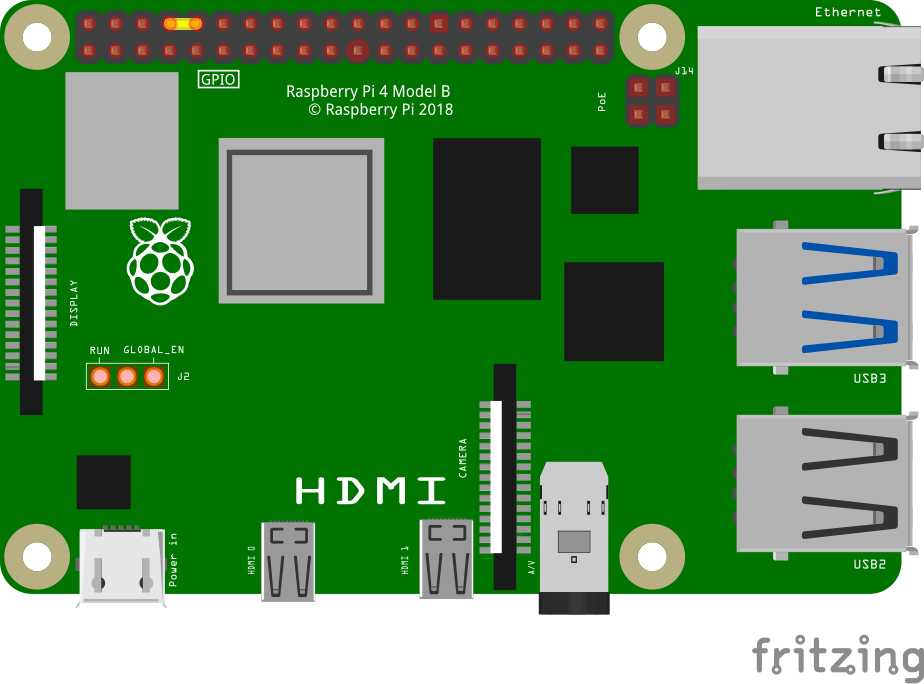 Ethernet
J14
GPIO
PoE
Raspberry Pi 4 Model B
© Raspberry Pi 2018
DISPLAY
RUN GLOBAL_EN
J2
USB3
CAMERA
HDMI
Power in
HDMI 0
HDMI 1
A/V
USB2
fritzing